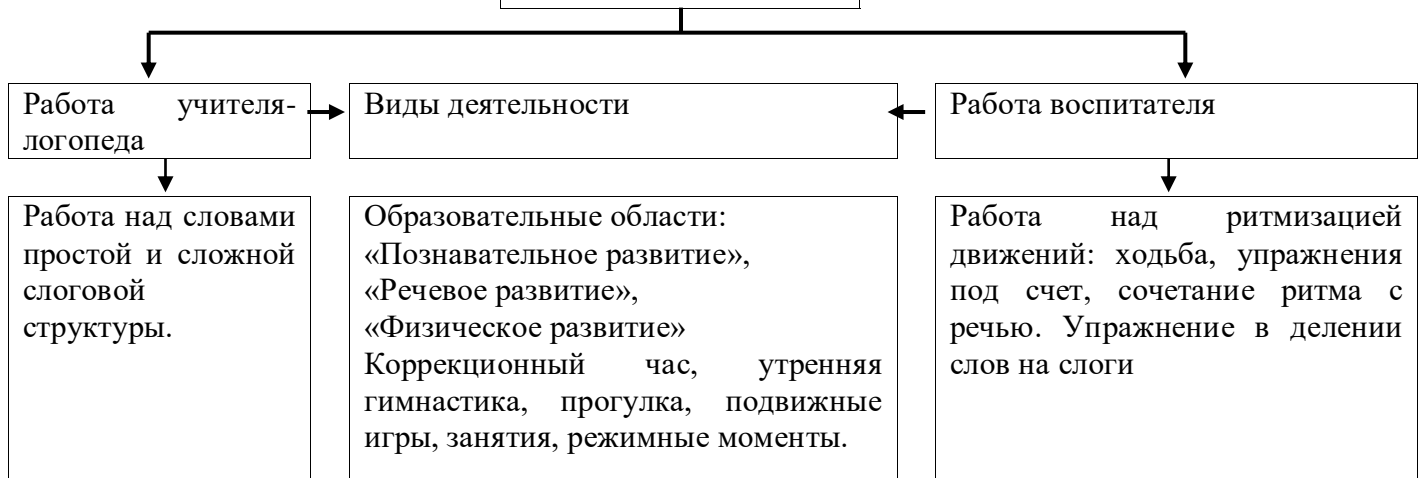 Работа учителя-
логопеда
Виды деятельности
Работа воспитателя
Работа над словами
простой и сложной
слоговой
структуры.
Образовательные области:
«Познавательное развитие»,
«Речевое развитие»,
«Физическое развитие»
Коррекционный час, утренняя
гимнастика, прогулка, подвижные
игры, занятия, режимные моменты.
Работа над ритмизацией
движений: ходьба, упражнения
под счет, сочетание ритма с
речью. Упражнение в делении
слов на слоги